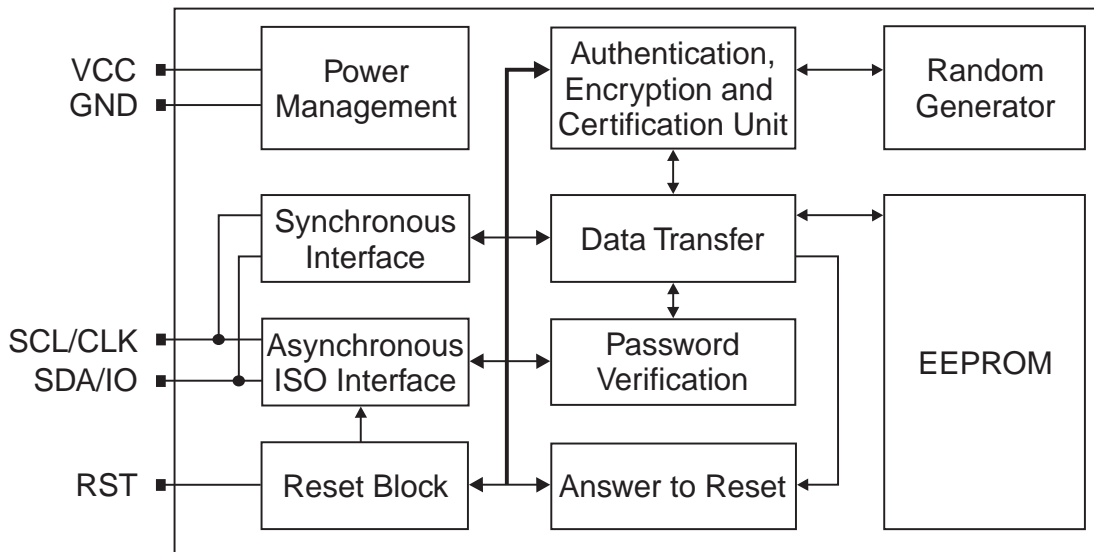 VCC
GND
Power
Management
Authentication,
Encryption and
Certification Unit
Random
Generator
Synchronous
Interface
Data Transfer
EEPROM
SCL/CLK
SDA/IO
Asynchronous
ISO Interface
Password
Verification
RST
Reset Block
Answer to Reset